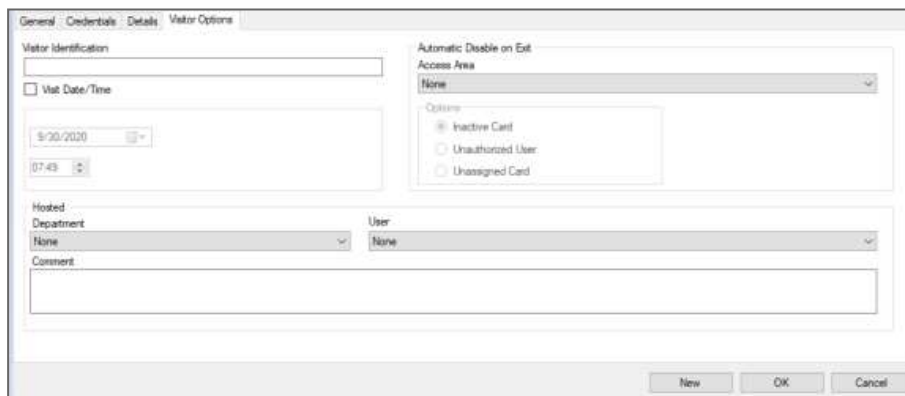 General Credentials Details Visitor Options
Visitor Identification
Visit Date/Time
9/30/2020
07:49
Automatic Disable on Exit
Access Area
None
Options
Inactive Card
Unauthorized User
Unassigned Card
Hosted
Department
None
User
None
Comment
New OK Cancel